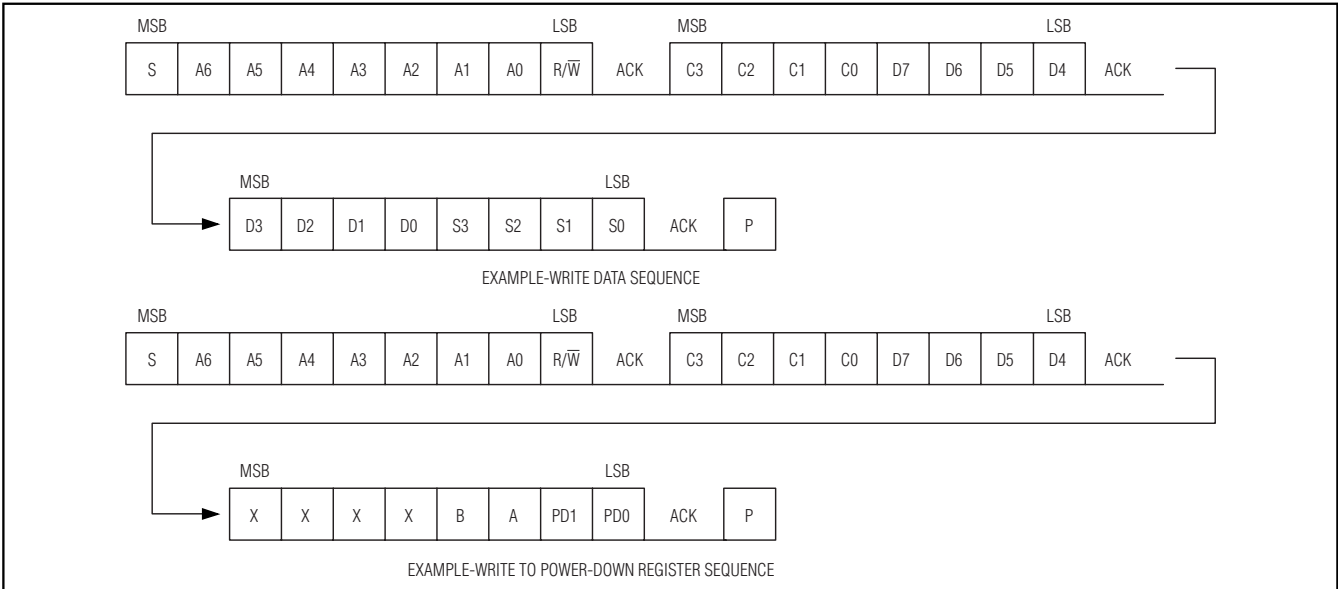 MSB LSB MSB LSB
S A6 A5 A4 A3 A2 A1 A0 R/W̅ ACK C3 C2 C1 C0 D7 D6 D5 D4 ACK
MSB LSB
D3 D2 D1 D0 S3 S2 S1 S0 ACK P
EXAMPLE-WRITE DATA SEQUENCE
MSB LSB MSB LSB
S A6 A5 A4 A3 A2 A1 A0 R/W̅ ACK C3 C2 C1 C0 D7 D6 D5 D4 ACK
MSB LSB
X X X X B A PD1 PD0 ACK P
EXAMPLE-WRITE TO POWER-DOWN REGISTER SEQUENCE